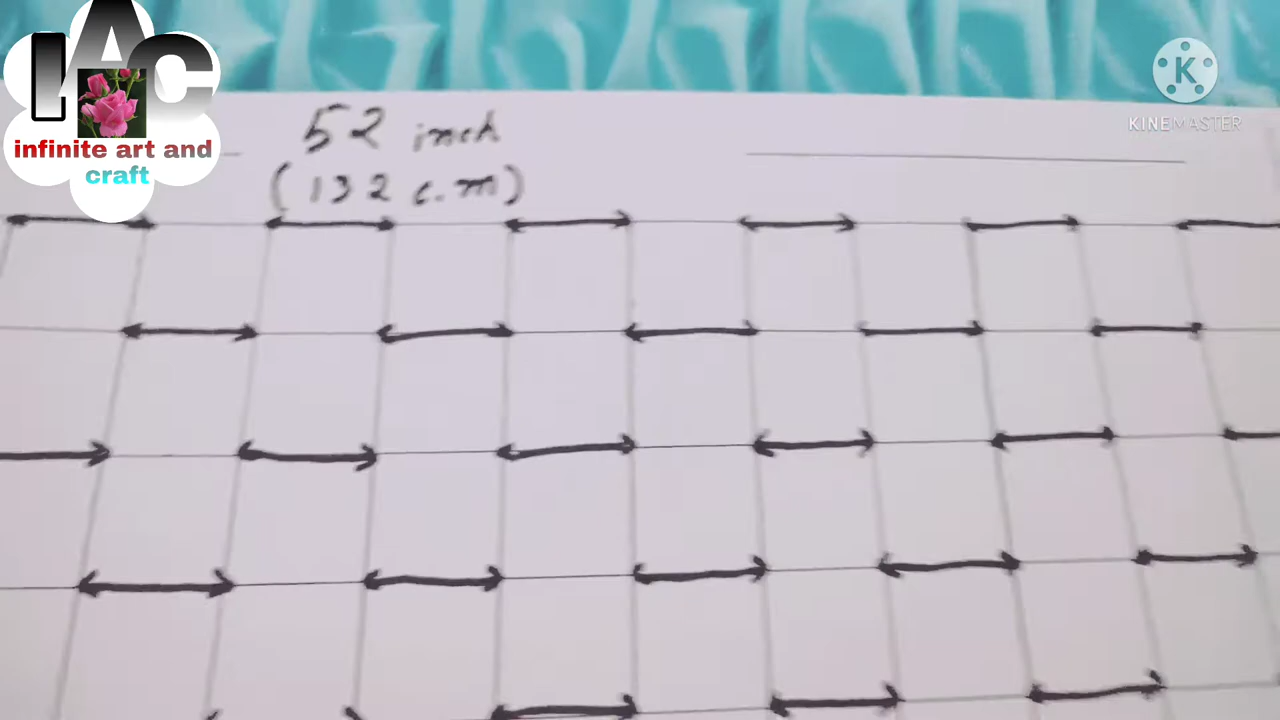 IAC
infinite art and
craft
52 inch
(132 c.m)
K
KINEMASTER